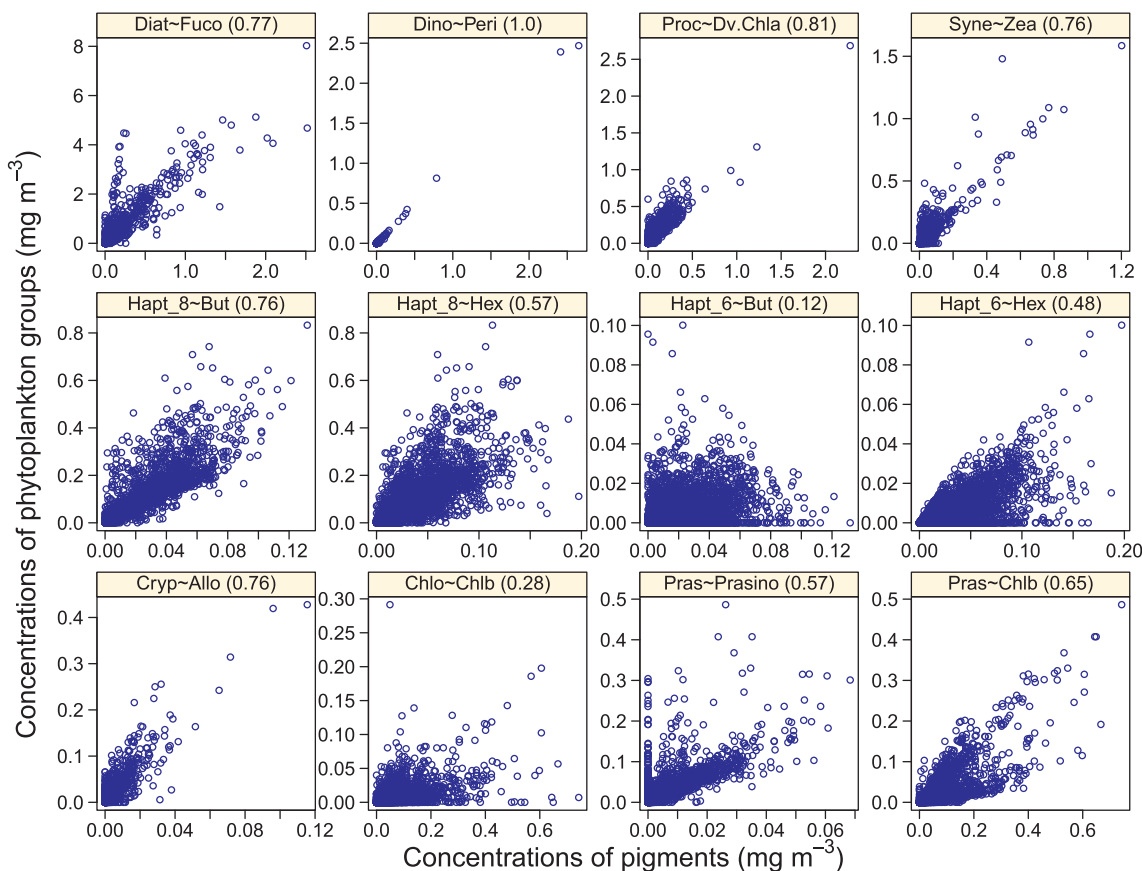 Diat~Fuco (0.77)
Dino~Peri (1.0)
Proc~Dv.Chla (0.81)
Syne~Zea (0.76)
8
6
4
2
0
0.0 1.0 2.0
2.5
2.0
1.5
1.0
0.5
0.0
0.0 1.0 2.0
2.5
2.0
1.5
1.0
0.5
0.0
0.0 0.5 1.0 1.5 2.0
1.5
1.0
0.5
0.0
0.0 0.4 0.8 1.2
Hapt_8~But (0.76)
Hapt_8~Hex (0.57)
Hapt_6~But (0.12)
Hapt_6~Hex (0.48)
0.8
0.6
0.4
0.2
0.0
0.00 0.04 0.08 0.12
0.8
0.6
0.4
0.2
0.0
0.00 0.10 0.20
0.10
0.08
0.06
0.04
0.02
0.00
0.00 0.04 0.08 0.12
0.10
0.08
0.06
0.04
0.02
0.00
0.00 0.10 0.20
Cryp~Allo (0.76)
Chlo~Chlb (0.28)
Pras~Prasino (0.57)
Pras~Chlb (0.65)
0.4
0.3
0.2
0.1
0.0
0.00 0.04 0.08 0.12
0.30
0.25
0.20
0.15
0.10
0.05
0.00
0.0 0.2 0.4 0.6
0.5
0.4
0.3
0.2
0.1
0.0
0.00 0.02 0.04 0.06
0.5
0.4
0.3
0.2
0.1
0.0
0.0 0.2 0.4 0.6
Concentrations of phytoplankton groups (mg m⁻³)
Concentrations of pigments (mg m⁻³)